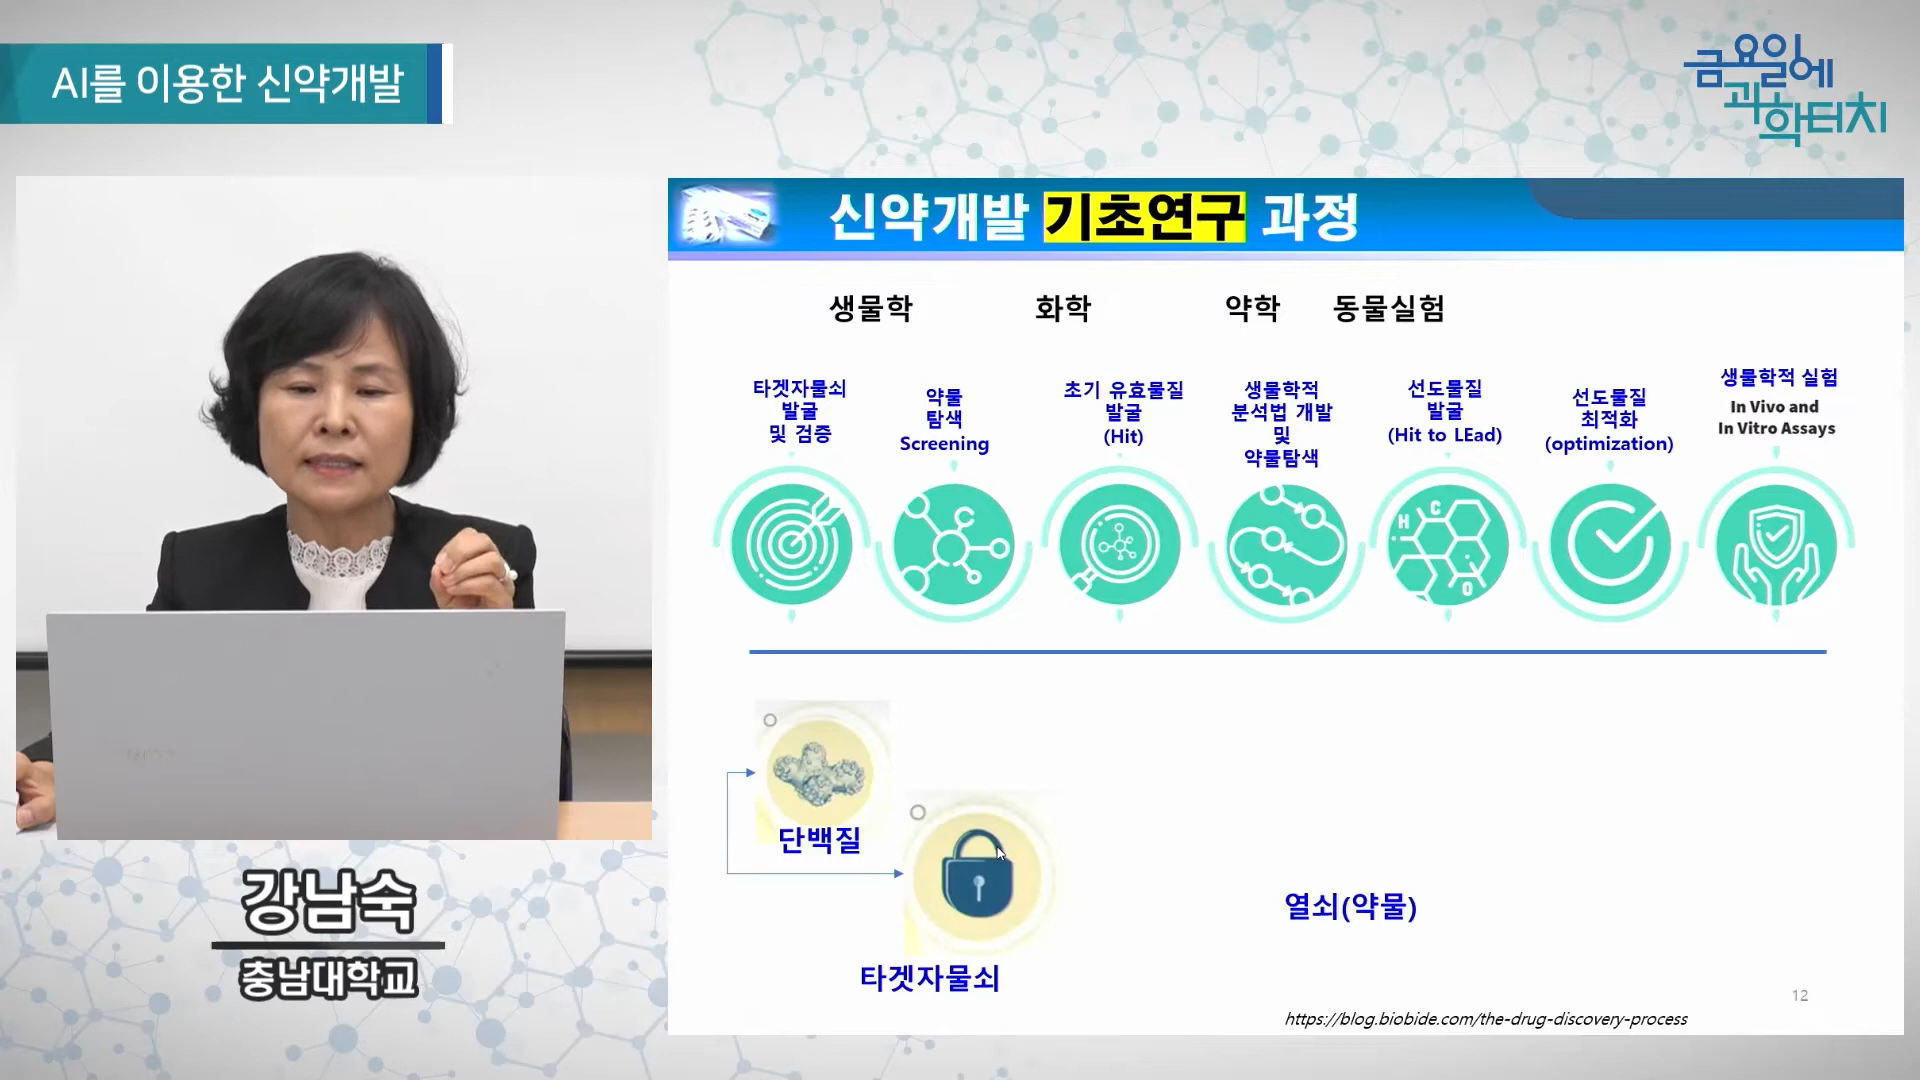 AI를 이용한 신약개발
금요일에
과학터치
신약개발 기초연구 과정
생물학 화학 약학 동물실험
타겟자물쇠
발굴
및 검증
약물
탐색
Screening
초기 유효물질
발굴
(Hit)
생물학적
분석법 개발
및
약물탐색
선도물질
발굴
(Hit to LEad)
선도물질
최적화
(optimization)
생물학적 실험
In Vivo and
In Vitro Assays
C
H C
O
단백질
타겟자물쇠
열쇠(약물)
12
https://blog.biobide.com/the-drug-discovery-process
강남숙
충남대학교